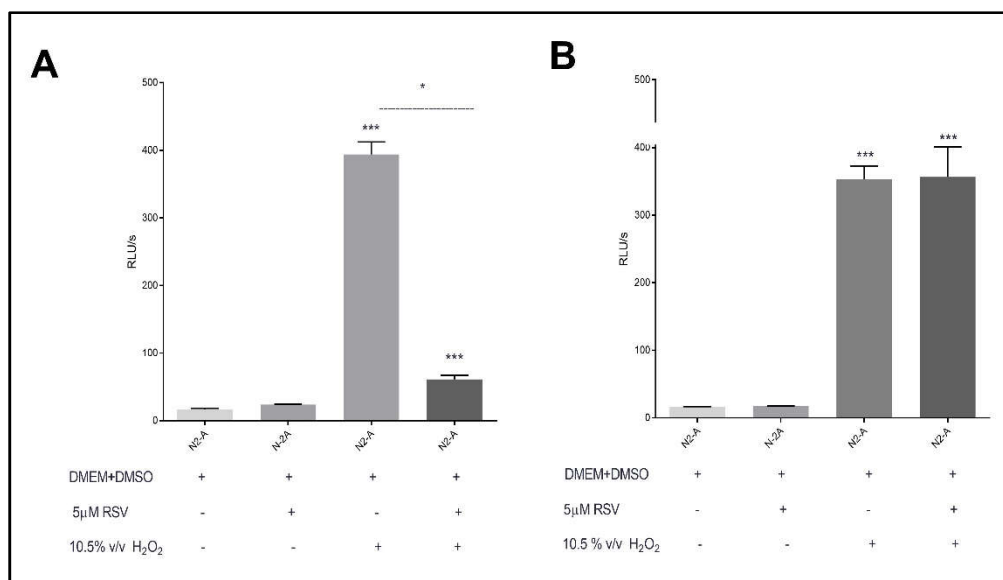 A
500
400
300
200
100
0
RLU/s
*
***
***
N2-A
N-2A
N2-A
N2-A
DMEM+DMSO + + + +
5μM RSV - + - +
10.5% v/v H₂O₂ - - + +
B
500
400
300
200
100
0
RLU/s
***
***
N2-A
N-2A
N2-A
N2-A
DMEM+DMSO + + + +
5μM RSV - + - +
10.5 % v/v H₂O₂ - - + +